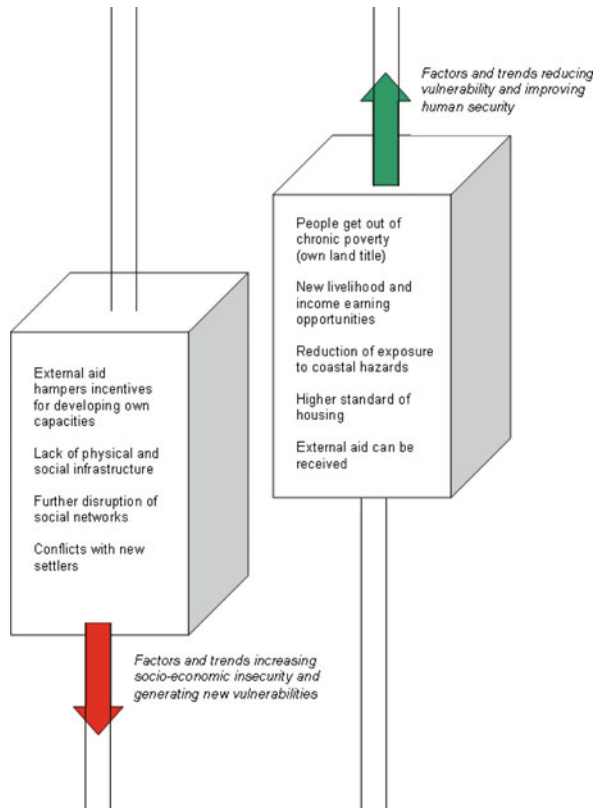 Factors and trends reducing
vulnerability and improving
human security
People get out of
chronic poverty
(own land title)
New livelihood and
income earning
opportunities
Reduction of exposure
to coastal hazards
Higher standard of
housing
External aid can be
received
External aid
hampers incentives
for developing own
capacities
Lack of physical and
social infrastructure
Further disruption of
social networks
Conflicts with new
settlers
Factors and trends increasing
socio-economic insecurity and
generating new vulnerabilities